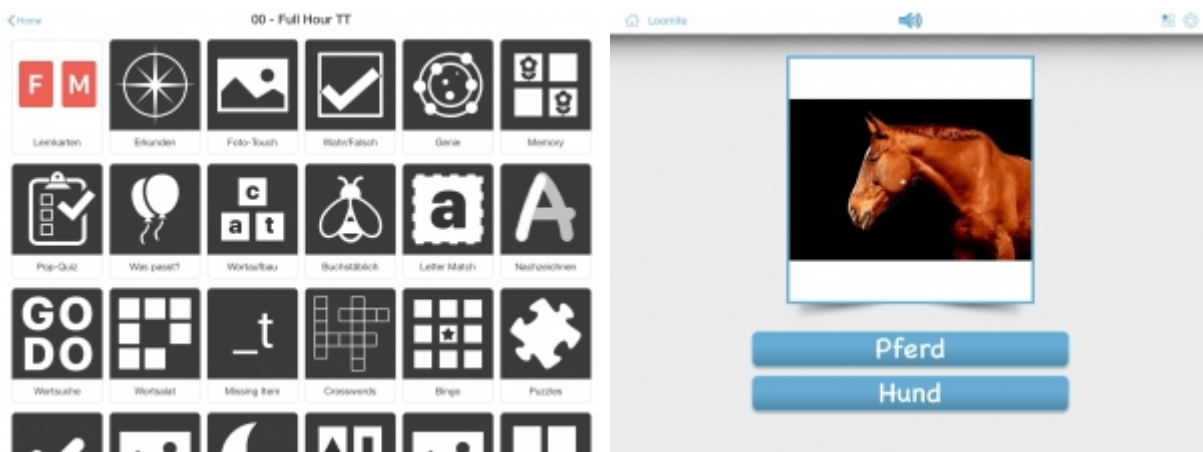 Home
00 - Full Hour TT
F M
Lernkarten
Erkunden
Foto-Touch
Wahr/Falsch
Genie
Memory
c
a t
a
A
Pop-Quiz
Was passt?
Wortaufbau
Buchstäblich
Letter Match
Nachzeichnen
GO
DO
_t
Wortsuche
Wortsalat
Missing Item
Crosswords
Bingo
Puzzles
Loomite
Pferd
Hund